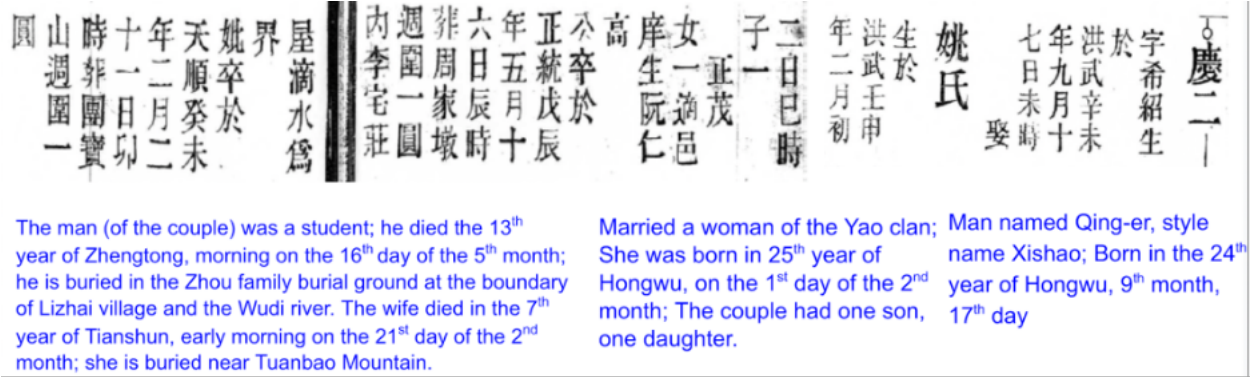 慶二
字希紹生
於
洪武辛未
年九月十
七日未時
娶
姚氏
生於
洪武壬申
年二月初
二日巳時
子一
正茂
女一適邑
庠生阮仁
高
公卒於
正統戊辰
年五月十
六日辰時
葬周家墩
週圍一圓
內李宅莊
屋滴水爲
界
妣卒於
天順癸未
年二月二
十一日卯
時葬團寶
山週圍一
圓
The man (of the couple) was a student; he died the 13th
year of Zhengtong, morning on the 16th day of the 5th month;
he is buried in the Zhou family burial ground at the boundary
of Lizhai village and the Wudi river. The wife died in the 7th
year of Tianshun, early morning on the 21st day of the 2nd
month; she is buried near Tuanbao Mountain.
Married a woman of the Yao clan;
She was born in 25th year of
Hongwu, on the 1st day of the 2nd
month; The couple had one son,
one daughter.
Man named Qing-er, style
name Xishao; Born in the 24th
year of Hongwu, 9th month,
17th day